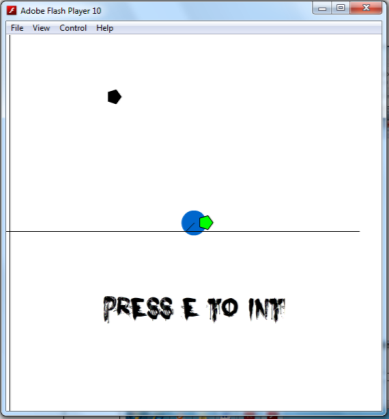 Adobe Flash Player 10
File View Control Help
PRESS E TO INT